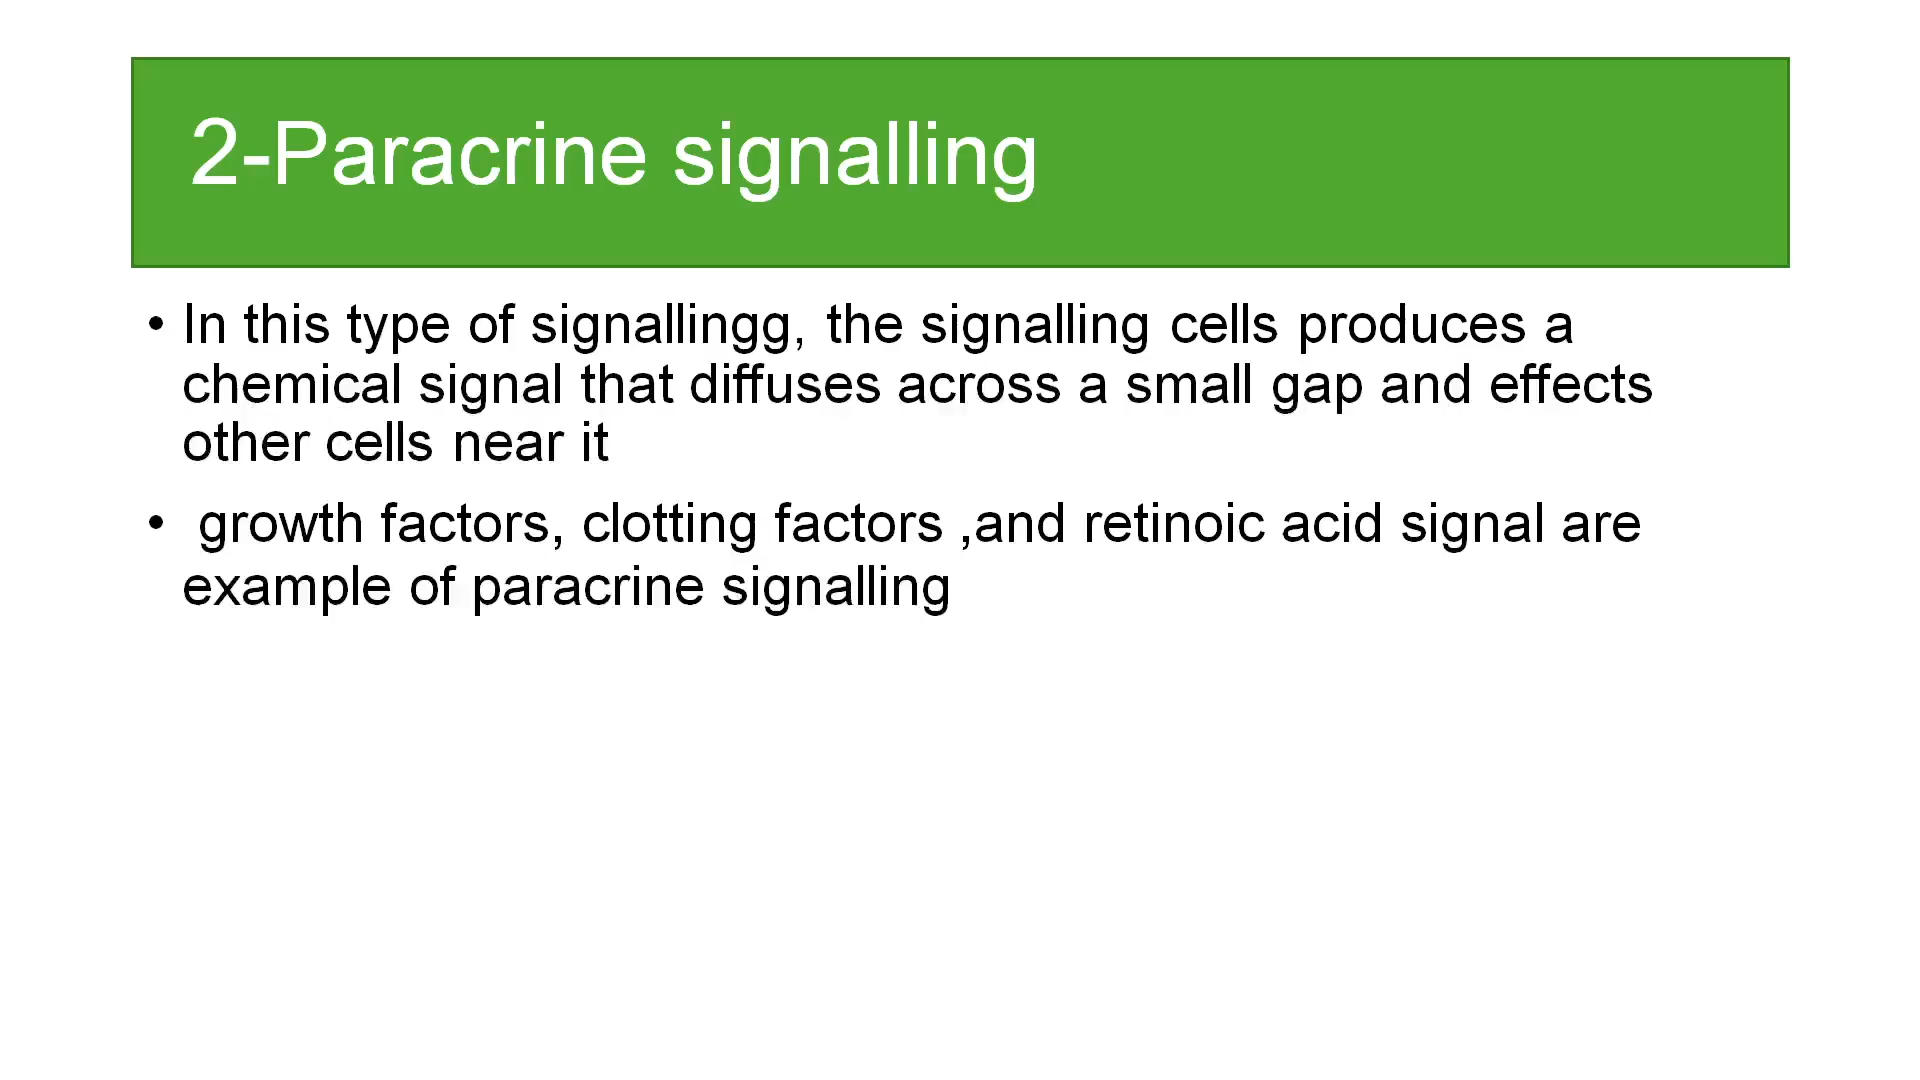 2-Paracrine signalling
• In this type of signallingg, the signalling cells produces a
chemical signal that diffuses across a small gap and effects
other cells near it
• growth factors, clotting factors ,and retinoic acid signal are
example of paracrine signalling